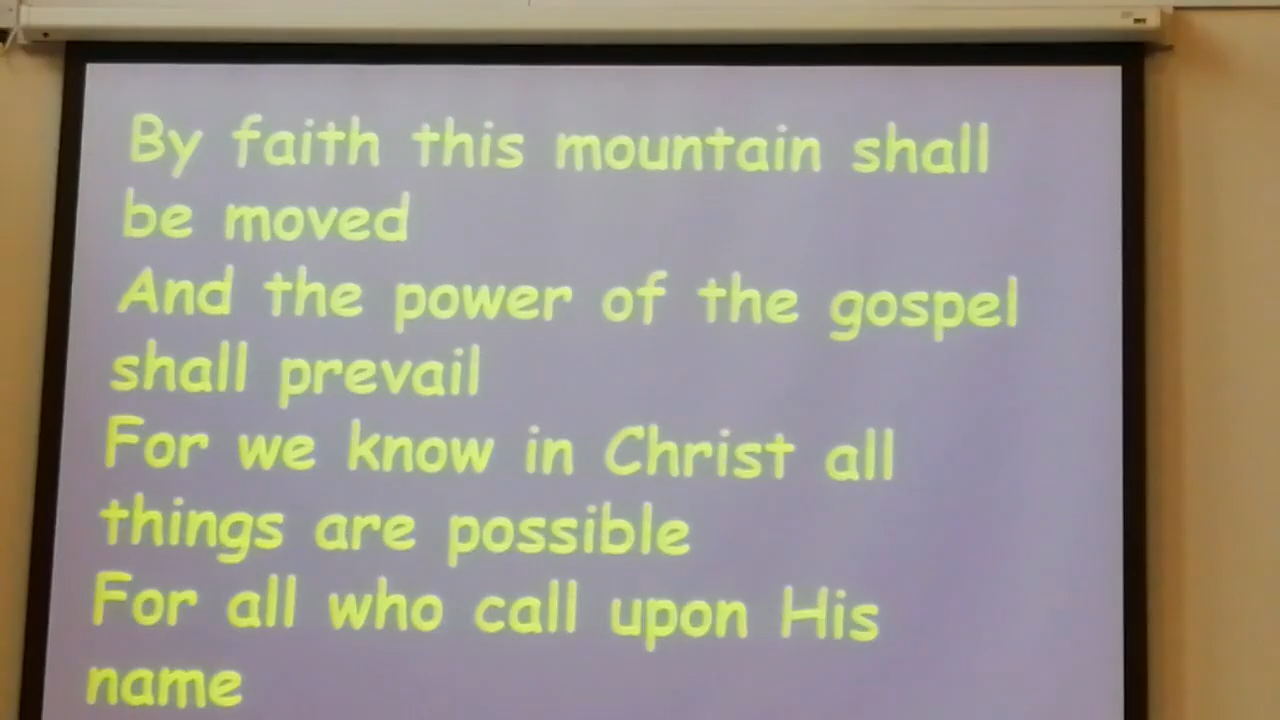 By faith this mountain shall
be moved
And the power of the gospel
shall prevail
For we know in Christ all
things are possible
For all who call upon His
name